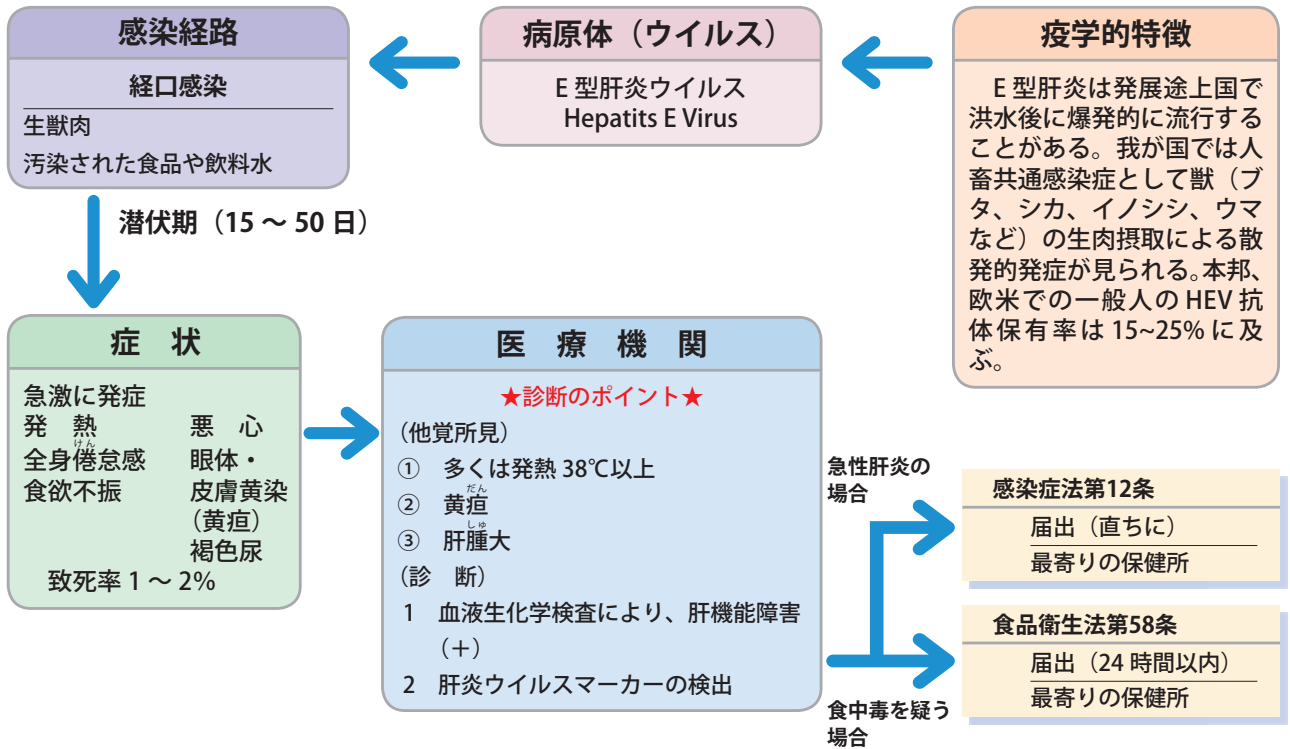 感染経路
経口感染
生獣肉
汚染された食品や飲料水
病原体（ウイルス）
E 型肝炎ウイルス
Hepatits E Virus
疫学的特徴
E 型肝炎は発展途上国で
洪水後に爆発的に流行する
ことがある。我が国では人
畜共通感染症として獣（ブ
タ、シカ、イノシシ、ウマ
など）の生肉摂取による散
発的発症が見られる。本邦、
欧米での一般人の HEV 抗
体保有率は 15~25% に及
ぶ。
潜伏期（15 ～ 50 日）
症　状
急激に発症
発　熱　悪　心
けん
全身倦怠感　眼体・
食欲不振　皮膚黄染
（黄疸）
褐色尿
致死率 1 ～ 2%
医　療　機　関
★診断のポイント★
（他覚所見）
①　多くは発熱 38℃以上
だん
②　黄疸
しゅ
③　肝腫大
（診　断）
1　血液生化学検査により、肝機能障害
（＋）
2　肝炎ウイルスマーカーの検出
急性肝炎の
場合
感染症法第12条
届出（直ちに）
最寄りの保健所
食品衛生法第58条
届出（24 時間以内）
最寄りの保健所
食中毒を疑う
場合